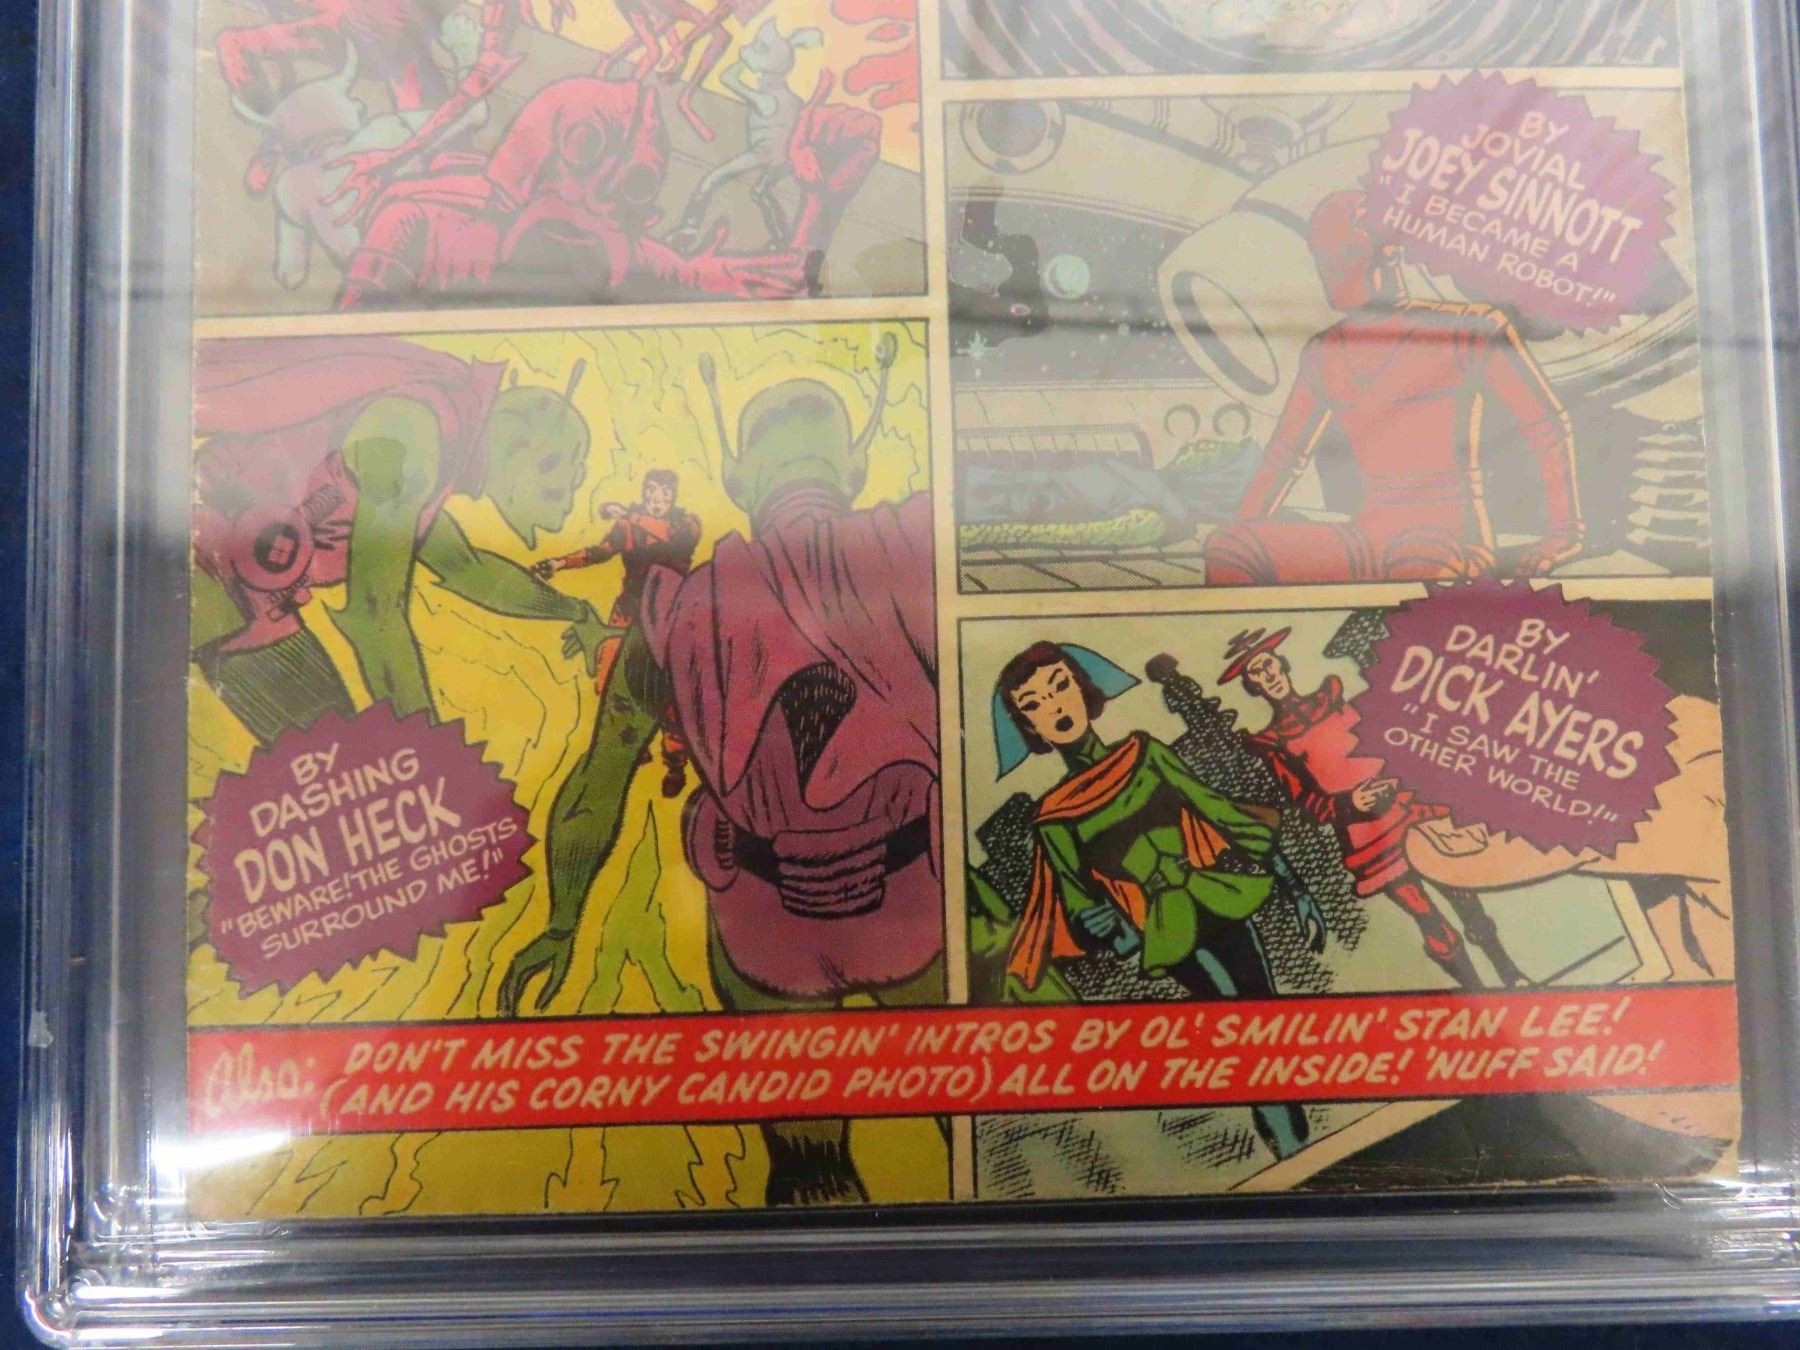 BY
JOVIAL
JOEY SINNOTT
"I BECAME A
HUMAN ROBOT!"
BY
DASHING
DON HECK
"BEWARE! THE GHOSTS
SURROUND ME!"
BY
DARLIN'
DICK AYERS
"I SAW THE
OTHER WORLD!"
Also: DON'T MISS THE SWINGIN' INTROS BY OL' SMILIN' STAN LEE!
(AND HIS CORNY CANDID PHOTO) ALL ON THE INSIDE! 'NUFF SAID!